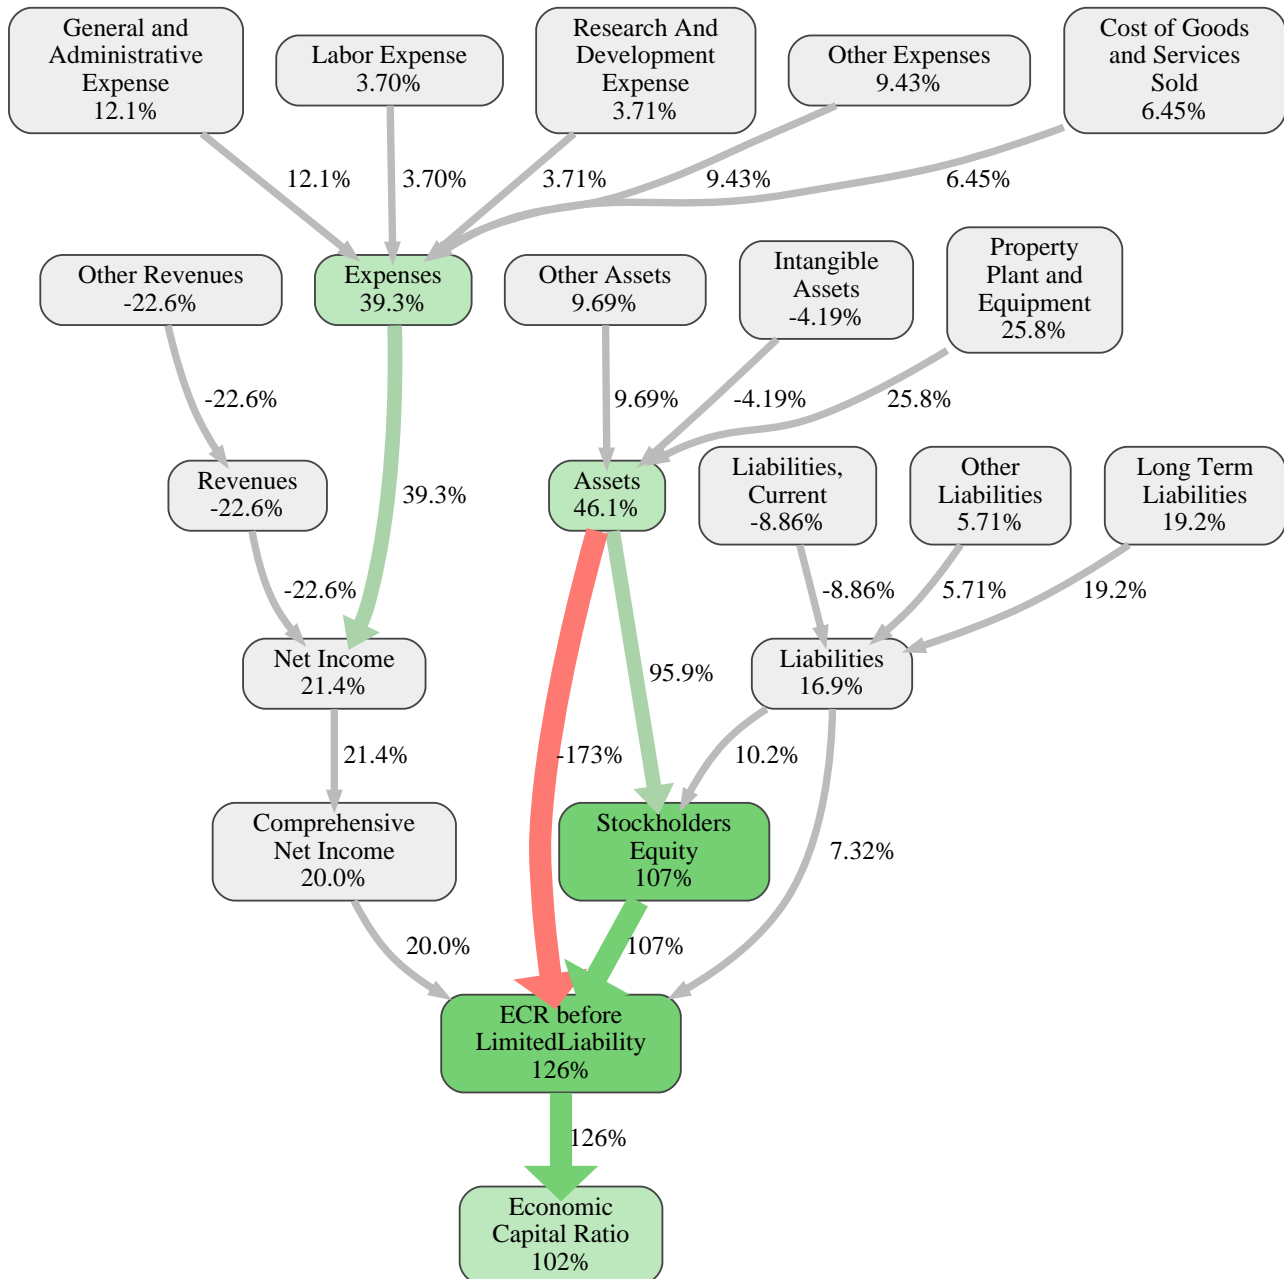 General and
Administrative
Expense
12.1%
Labor Expense
3.70%
Research And
Development
Expense
3.71%
Other Expenses
9.43%
Cost of Goods
and Services
Sold
6.45%
12.1%
3.70%
3.71%
9.43%
6.45%
Other Revenues
-22.6%
Expenses
39.3%
Other Assets
9.69%
Intangible
Assets
-4.19%
Property
Plant and
Equipment
25.8%
-22.6%
39.3%
9.69%
-4.19%
25.8%
Revenues
-22.6%
Assets
46.1%
Liabilities,
Current
-8.86%
Other
Liabilities
5.71%
Long Term
Liabilities
19.2%
-22.6%
-8.86%
5.71%
19.2%
Net Income
21.4%
95.9%
Liabilities
16.9%
21.4%
-173%
10.2%
7.32%
Comprehensive
Net Income
20.0%
Stockholders
Equity
107%
20.0%
107%
ECR before
LimitedLiability
126%
126%
Economic
Capital Ratio
102%